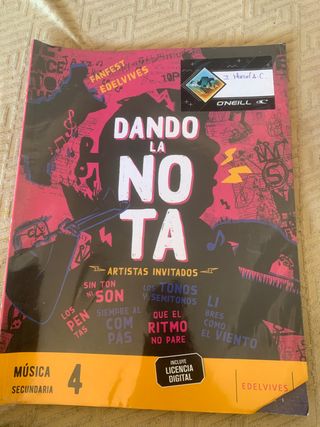 FANFEST
EDELVIVES
O'NEILL
DANDO
LA
NO
TA
ARTISTAS INVITADOS
SIN TON
NI SON
LOS TONOS
Y SEMITONOS
LOS
PEN
TAS
SIEMPRE AL
COM
PÁS
QUE EL
RITMO
NO PARE
LI
BRES
COMO
EL VIENTO
MÚSICA
SECUNDARIA
4
INCLUYE
LICENCIA
DIGITAL
EDELVIVES